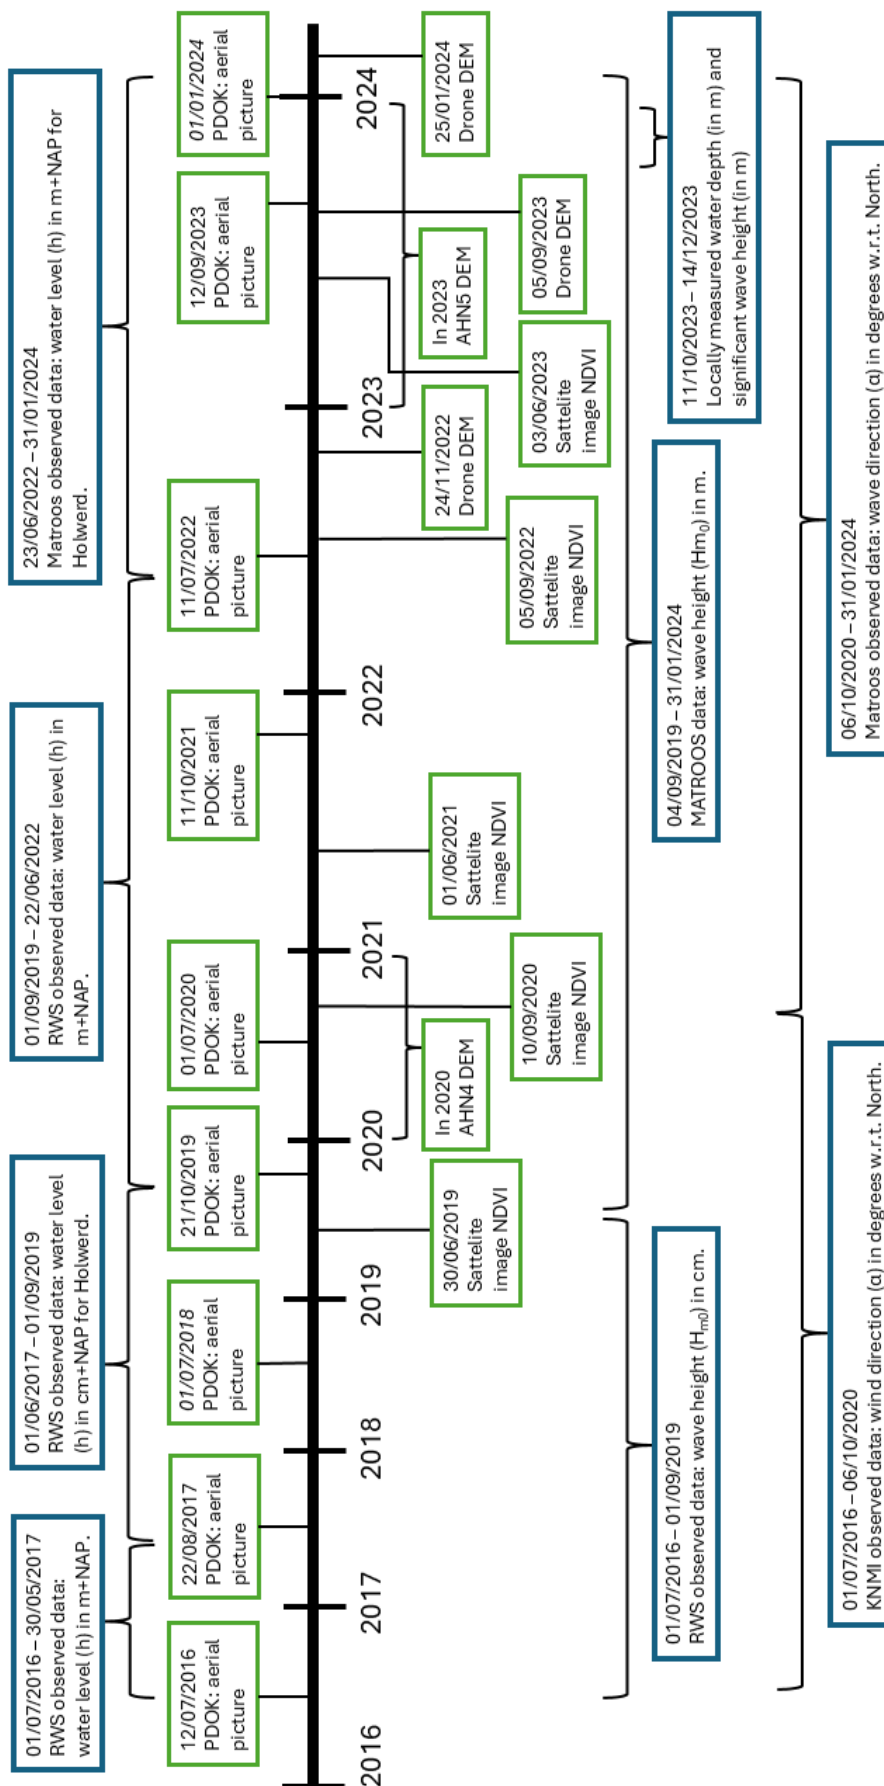 01/07/2016 – 30/05/2017
RWS observed data:
water level (h) in m+NAP.
01/06/2017 – 01/09/2019
RWS observed data: water level
(h) in cm+NAP for Holwerd.
01/09/2019 – 22/06/2022
RWS observed data: water level (h) in
m+NAP.
23/06/2022 – 31/01/2024
Matroos observed data: water level (h) in m+NAP for
Holwerd.
12/07/2016
PDOK: aerial
picture
22/08/2017
PDOK: aerial
picture
01/07/2018
PDOK: aerial
picture
21/10/2019
PDOK: aerial
picture
01/07/2020
PDOK: aerial
picture
11/10/2021
PDOK: aerial
picture
11/07/2022
PDOK: aerial
picture
12/09/2023
PDOK: aerial
picture
01/01/2024
PDOK: aerial
picture
2016
2017
2018
2019
2020
2021
2022
2023
2024
30/06/2019
Sattelite
image NDVI
In 2020
AHN4 DEM
10/09/2020
Sattelite
image NDVI
01/06/2021
Sattelite
image NDVI
05/09/2022
Sattelite
image NDVI
24/11/2022
Drone DEM
03/06/2023
Sattelite
image NDVI
In 2023
AHN5 DEM
05/09/2023
Drone DEM
25/01/2024
Drone DEM
01/07/2016 – 01/09/2019
RWS observed data: wave height (Hm0) in cm.
04/09/2019 – 31/01/2024
MATROOS data: wave height (Hm0) in m.
11/10/2023 – 14/12/2023
Locally measured water depth (in m) and
significant wave height (in m)
01/07/2016 – 06/10/2020
KNMI observed data: wind direction (α) in degrees w.r.t. North.
06/10/2020 – 31/01/2024
Matroos observed data: wave direction (α) in degrees w.r.t. North.